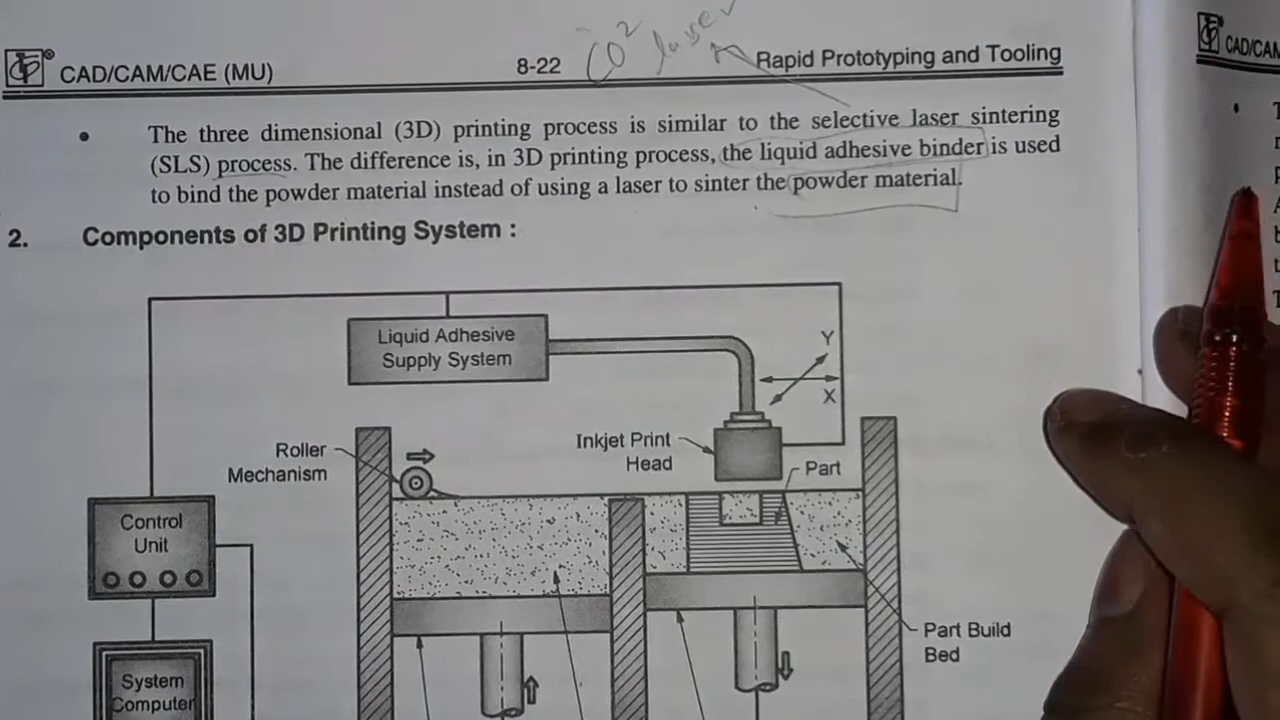 CO² laser
CAD/CAM/CAE (MU) 8-22 Rapid Prototyping and Tooling
• The three dimensional (3D) printing process is similar to the selective laser sintering
(SLS) process. The difference is, in 3D printing process, the liquid adhesive binder is used
to bind the powder material instead of using a laser to sinter the powder material.
2. Components of 3D Printing System :
Liquid Adhesive
Supply System
Y
X
Roller
Mechanism
Inkjet Print
Head
Part
Control
Unit
Part Build
Bed
System
Computer
CAD/CAM